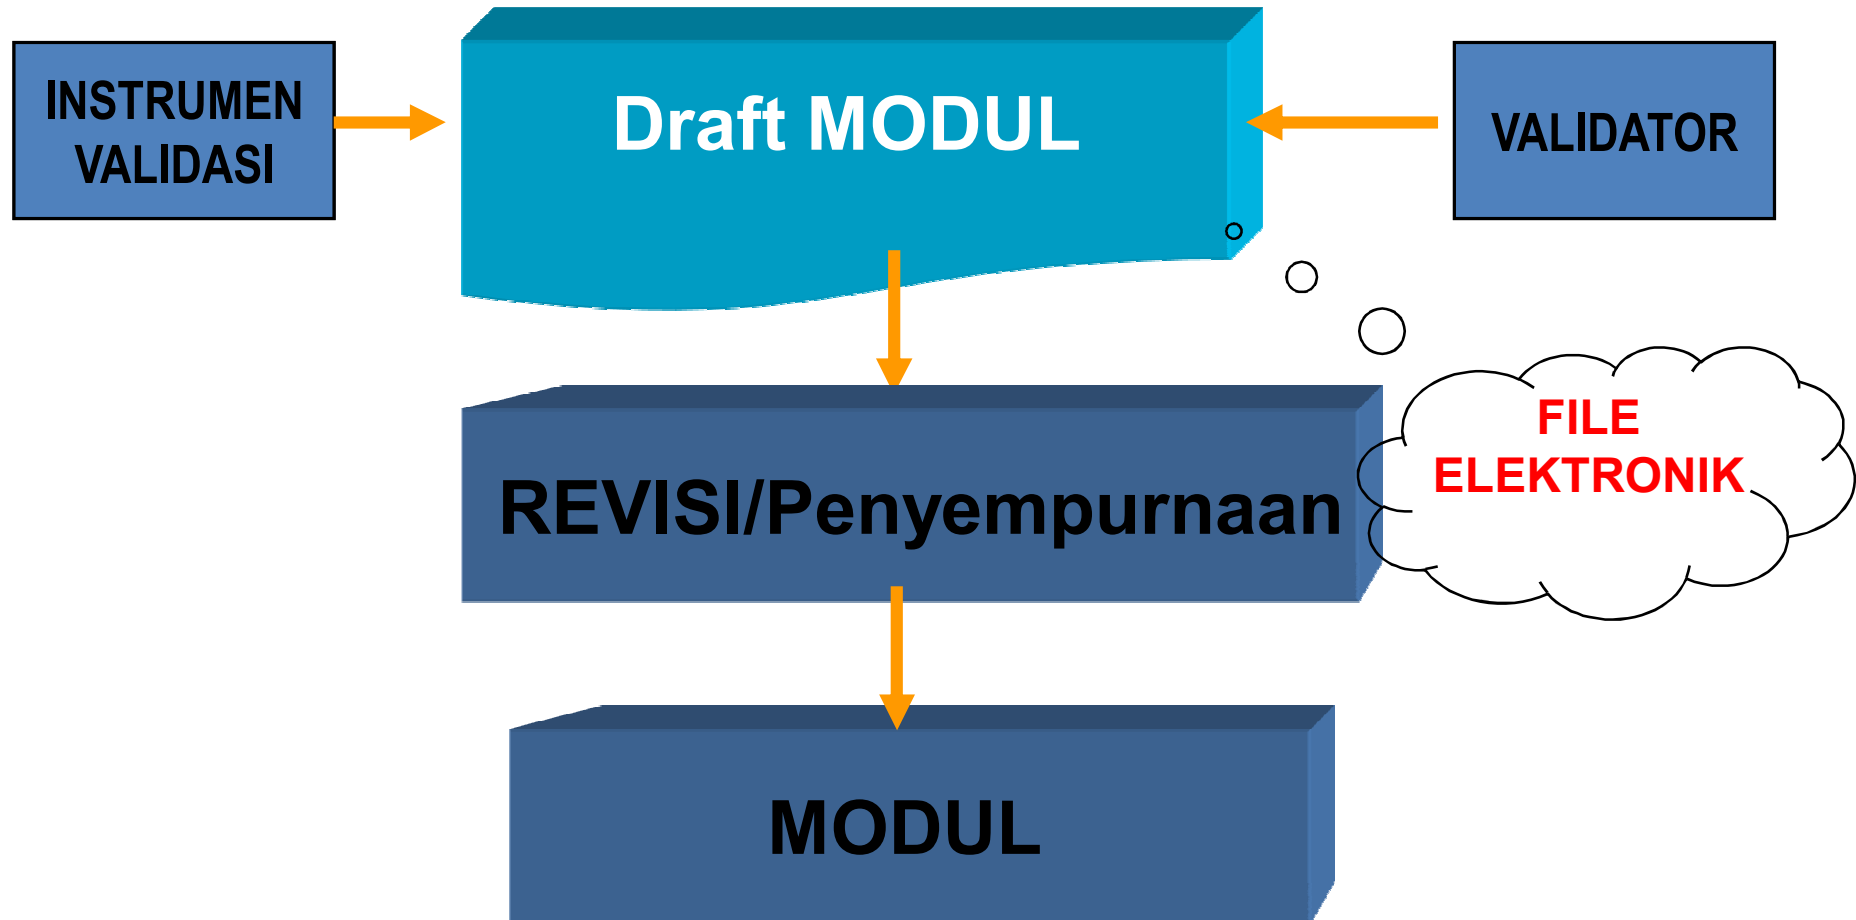 INSTRUMEN
VALIDASI
Draft MODUL
VALIDATOR
FILE
ELEKTRONIK
REVISI/Penyempurnaan
MODUL